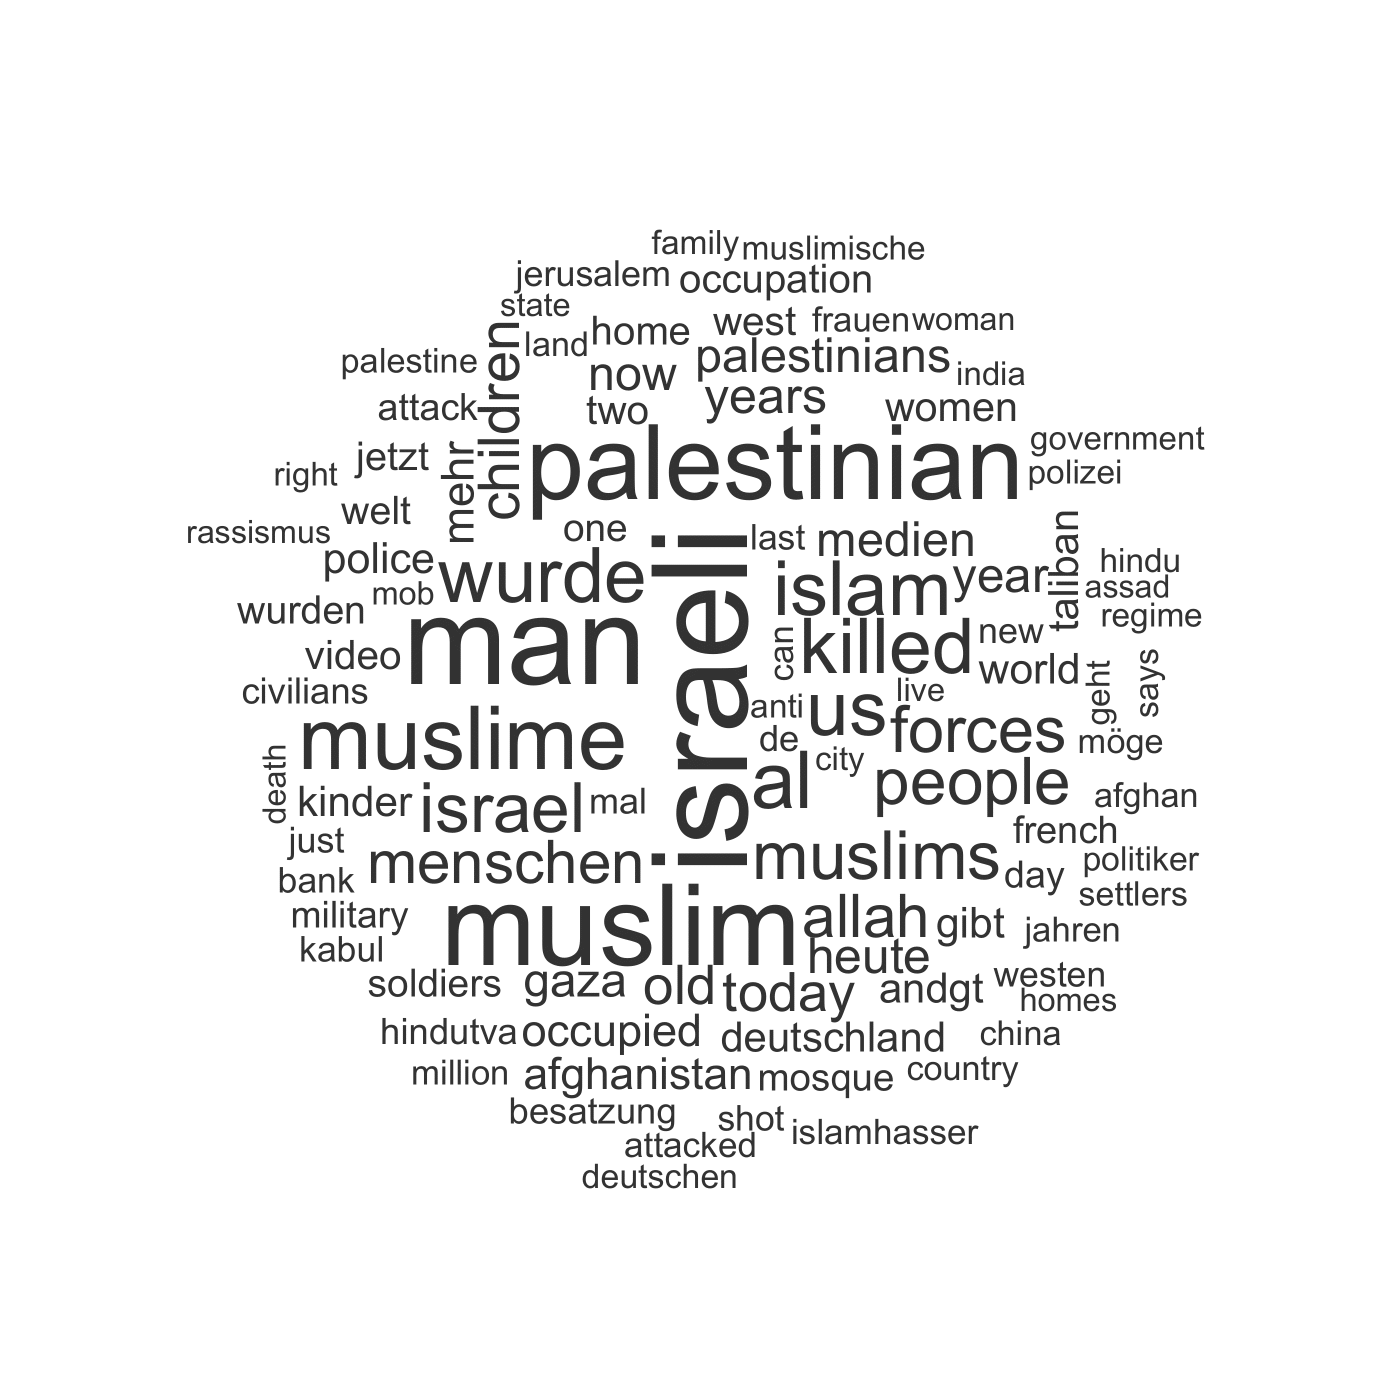 family muslimische
jerusalem occupation
state
land home west frauen woman
palestine children now palestinians india
attack two years women
right jetzt mehr palestinian government
polizei
welt
rassismus one israeli last medien taliban
police wurde islam year hindu
mob assad
wurden man can killed new regime
video world geht says
civilians anti us live
muslime de forces möge
death al city people
kinder israel mal afghan
just french
bank menschen muslims day politiker
settlers
military muslim allah gibt jahren
kabul heute
soldiers gaza old today andgt westen
homes
hindutva occupied deutschland china
million afghanistan mosque country
besatzung shot islamhasser
attacked
deutschen